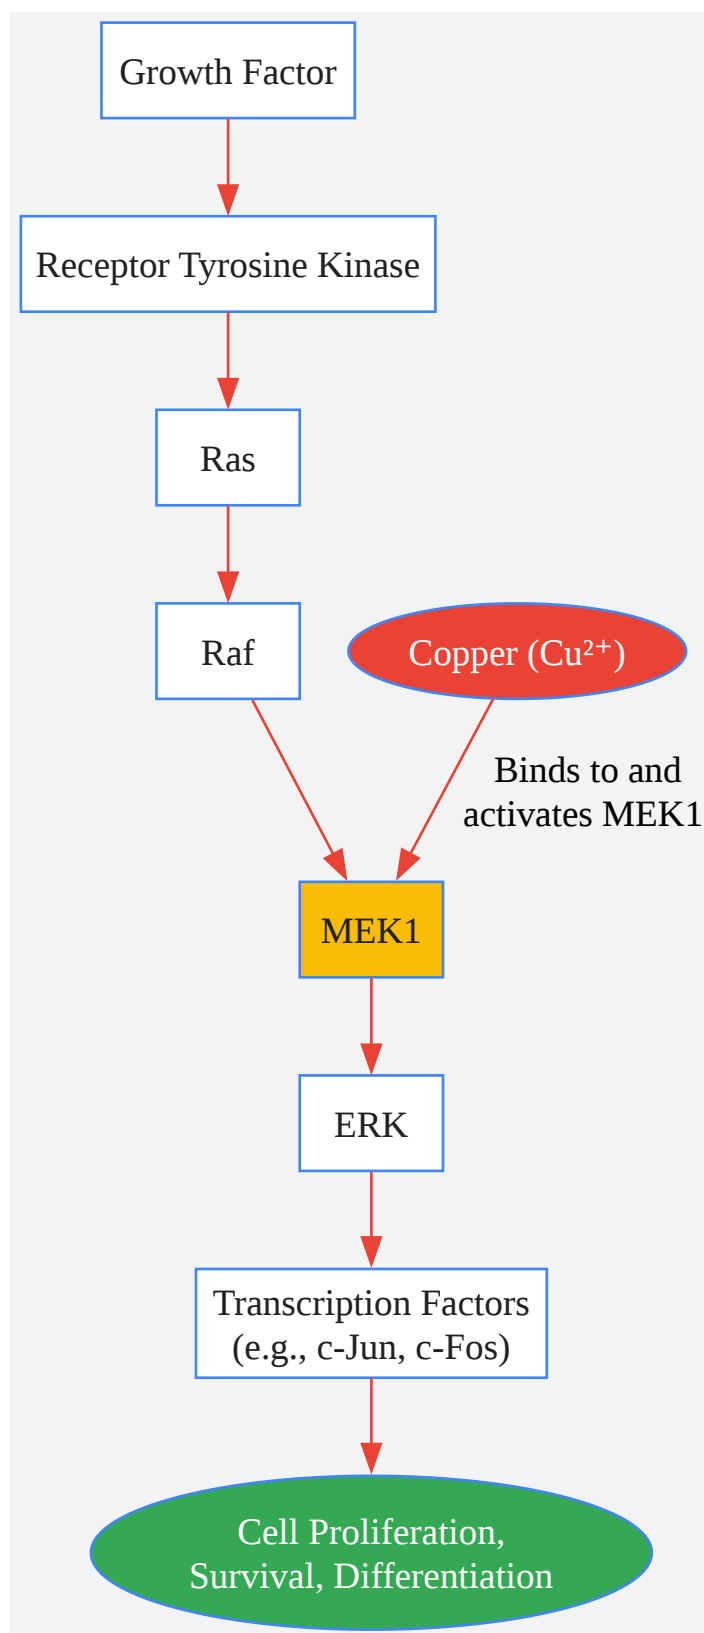 Growth Factor
Receptor Tyrosine Kinase
Ras
Raf
Copper (Cu²⁺)
Binds to and
activates MEK1
MEK1
ERK
Transcription Factors
(e.g., c-Jun, c-Fos)
Cell Proliferation,
Survival, Differentiation